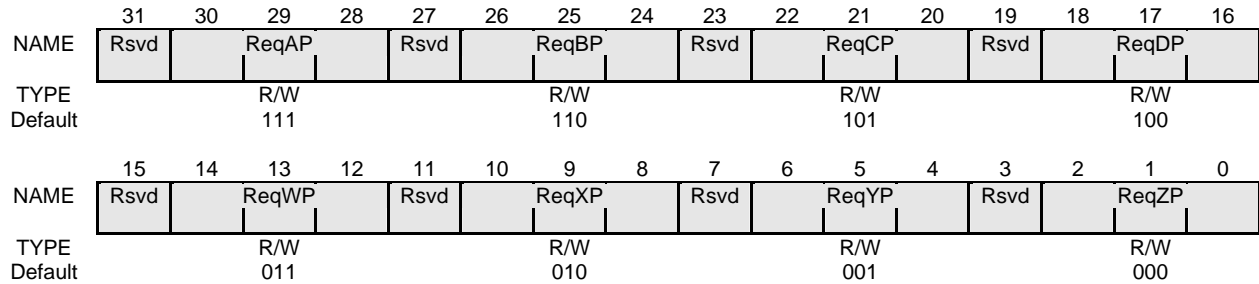 31 30 29 28 27 26 25 24 23 22 21 20 19 18 17 16
NAME Rsvd ReqAP Rsvd ReqBP Rsvd ReqCP Rsvd ReqDP
TYPE R/W R/W R/W R/W
Default 111 110 101 100
15 14 13 12 11 10 9 8 7 6 5 4 3 2 1 0
NAME Rsvd ReqWP Rsvd ReqXP Rsvd ReqYP Rsvd ReqZP
TYPE R/W R/W R/W R/W
Default 011 010 001 000